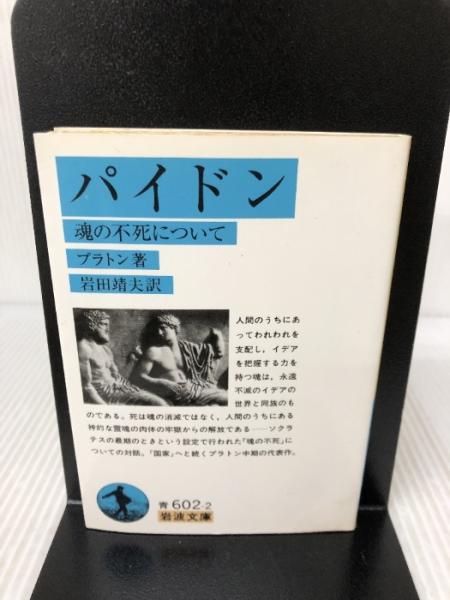 パイドン
魂の不死について
プラトン著
岩田靖夫訳
人間のうちにあ
ってわれわれを
支配し，イデア
を把握する力を
持つ魂は，永遠
不滅のイデアの
世界と同族のも
のである。死は魂の消滅ではなく，人間のうちにある
神的な霊魂の肉体の牢獄からの解放である——ソクラ
テスの最期のときという設定で行われた「魂の不死」に
ついての対話。『国家』へと続くプラトン中期の代表作。
青 602-2
岩波文庫